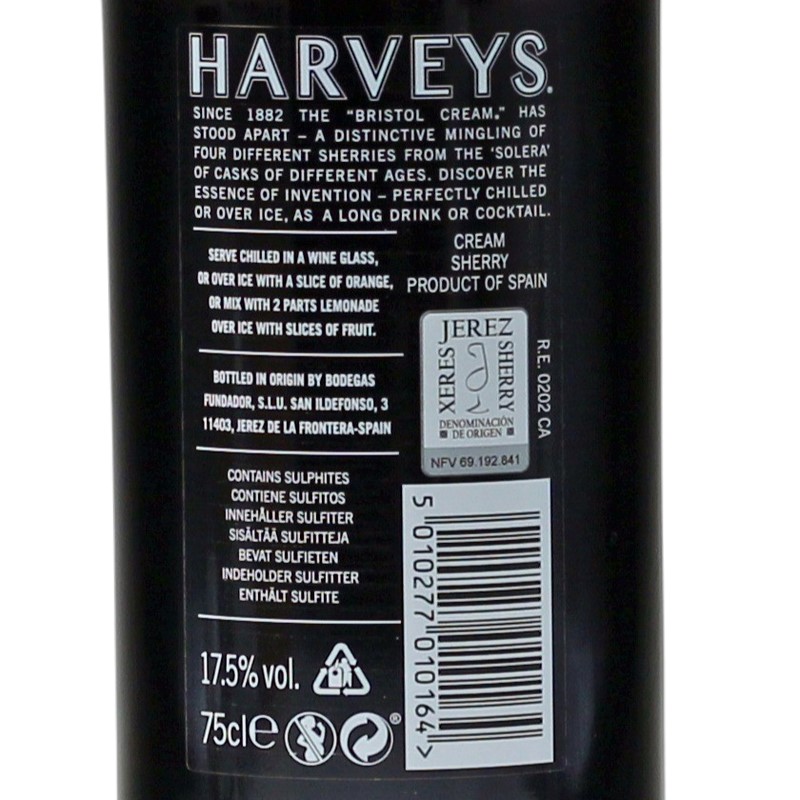 HARVEYS.
SINCE 1882 THE "BRISTOL CREAM." HAS
STOOD APART – A DISTINCTIVE MINGLING OF
FOUR DIFFERENT SHERRIES FROM THE 'SOLERA'
OF CASKS OF DIFFERENT AGES. DISCOVER THE
ESSENCE OF INVENTION – PERFECTLY CHILLED
OR OVER ICE, AS A LONG DRINK OR COCKTAIL.
SERVE CHILLED IN A WINE GLASS,
OR OVER ICE WITH A SLICE OF ORANGE,
OR MIX WITH 2 PARTS LEMONADE
OVER ICE WITH SLICES OF FRUIT.
BOTTLED IN ORIGIN BY BODEGAS
FUNDADOR, S.L.U. SAN ILDEFONSO, 3
11403, JEREZ DE LA FRONTERA-SPAIN
CONTAINS SULPHITES
CONTIENE SULFITOS
INNEHÅLLER SULFITER
SISÄLTÄÄ SULFITTEJA
BEVAT SULFIETEN
INDEHOLDER SULFITTER
ENTHÄLT SULFITE
17.5% vol.
75cl e
®
CREAM
SHERRY
PRODUCT OF SPAIN
JEREZ
XERES
SHERRY
DENOMINACIÓN
DE ORIGEN
NFV 69.192.841
R.E. 0202 CA
5 010277 010164 >